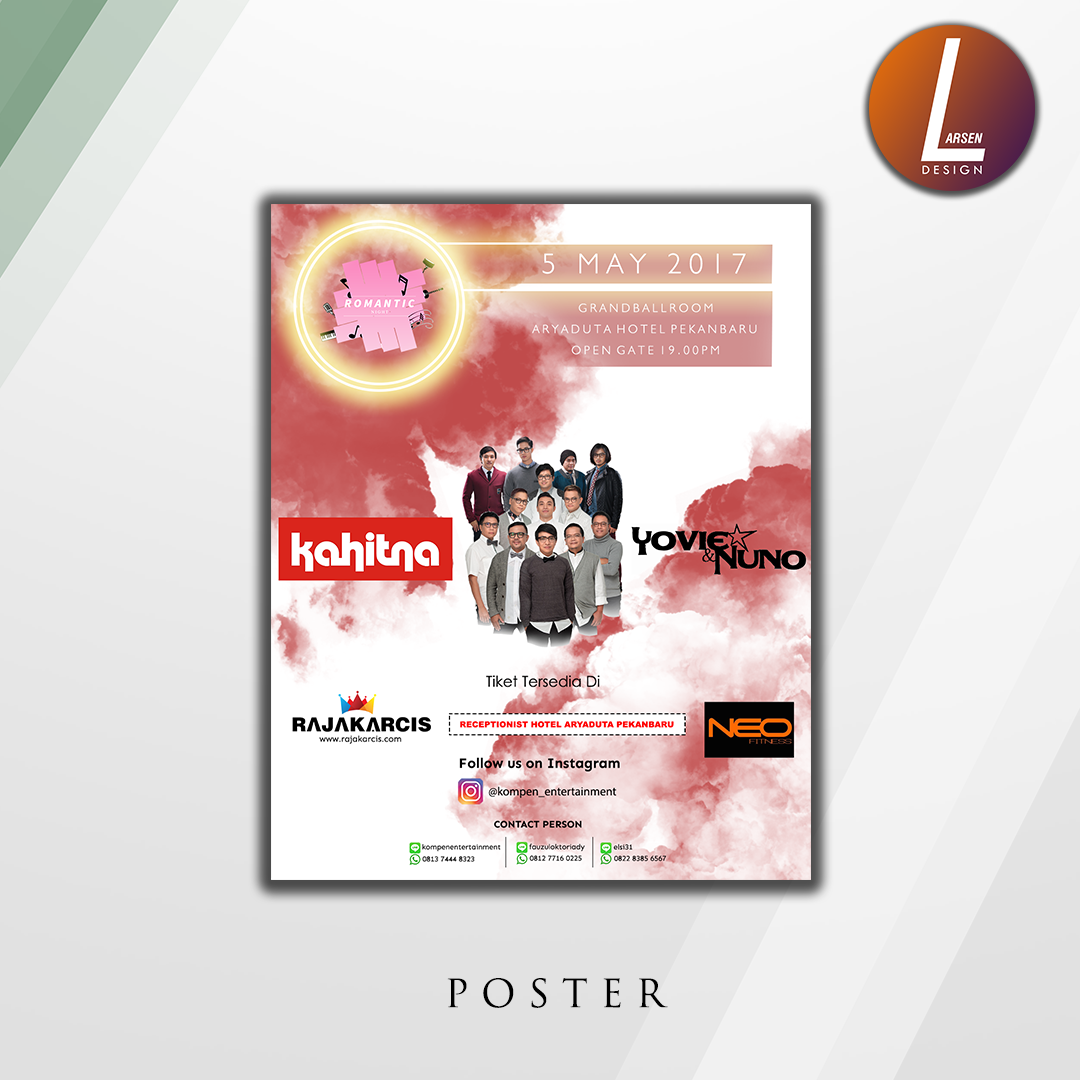 LARSEN
DESIGN
ROMANTIC
5 MAY 2017
GRANDBALLROOM
ARYADUTA HOTEL PEKANBARU
OPEN GATE 19.00PM
kahitna
YOVIE
& NUNO
Tiket Tersedia Di
RAJAKARCIS
www.rajakarcis.com
RECEPTIONIST HOTEL ARYADUTA PEKANBARU
NEO
FITNESS
Follow us on Instagram
@kompen_entertainment
CONTACT PERSON
kompenentertainment
0813 7444 8323
fauzuloktoriady
0812 7716 0225
elsi31
0822 8385 6567
POSTER